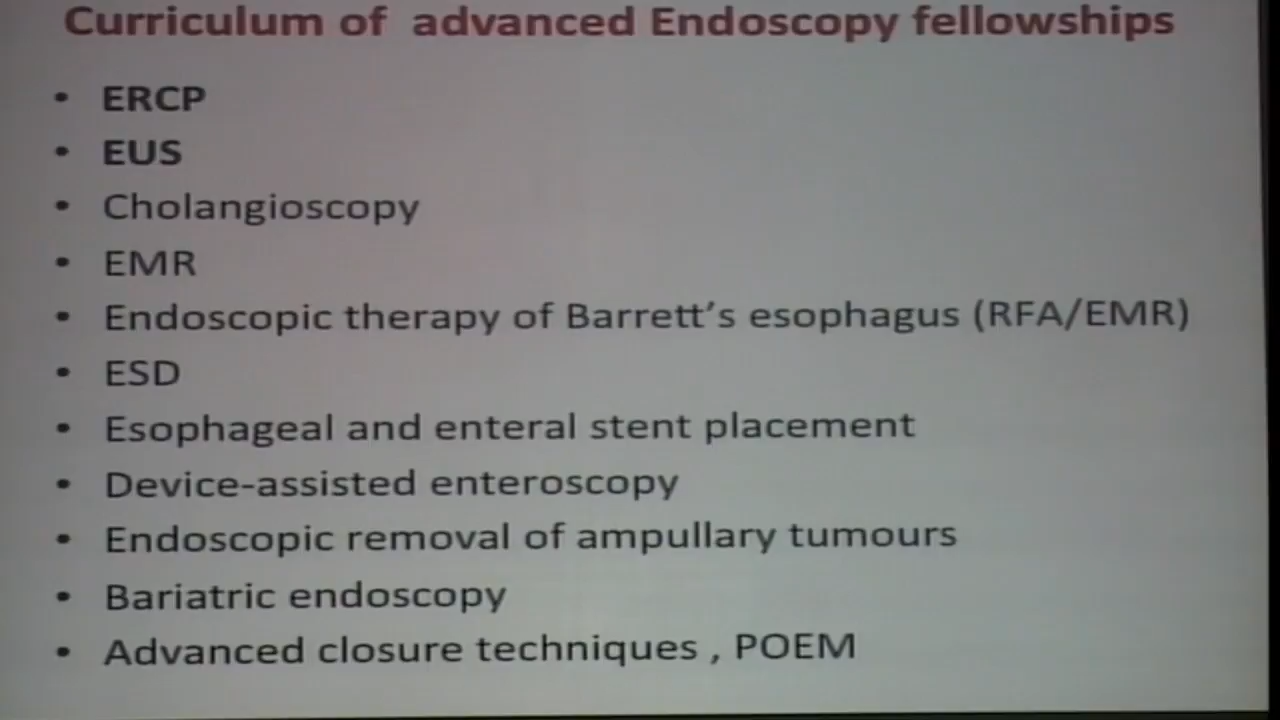 Curriculum of advanced Endoscopy fellowships
• ERCP
• EUS
• Cholangioscopy
• EMR
• Endoscopic therapy of Barrett’s esophagus (RFA/EMR)
• ESD
• Esophageal and enteral stent placement
• Device-assisted enteroscopy
• Endoscopic removal of ampullary tumours
• Bariatric endoscopy
• Advanced closure techniques , POEM